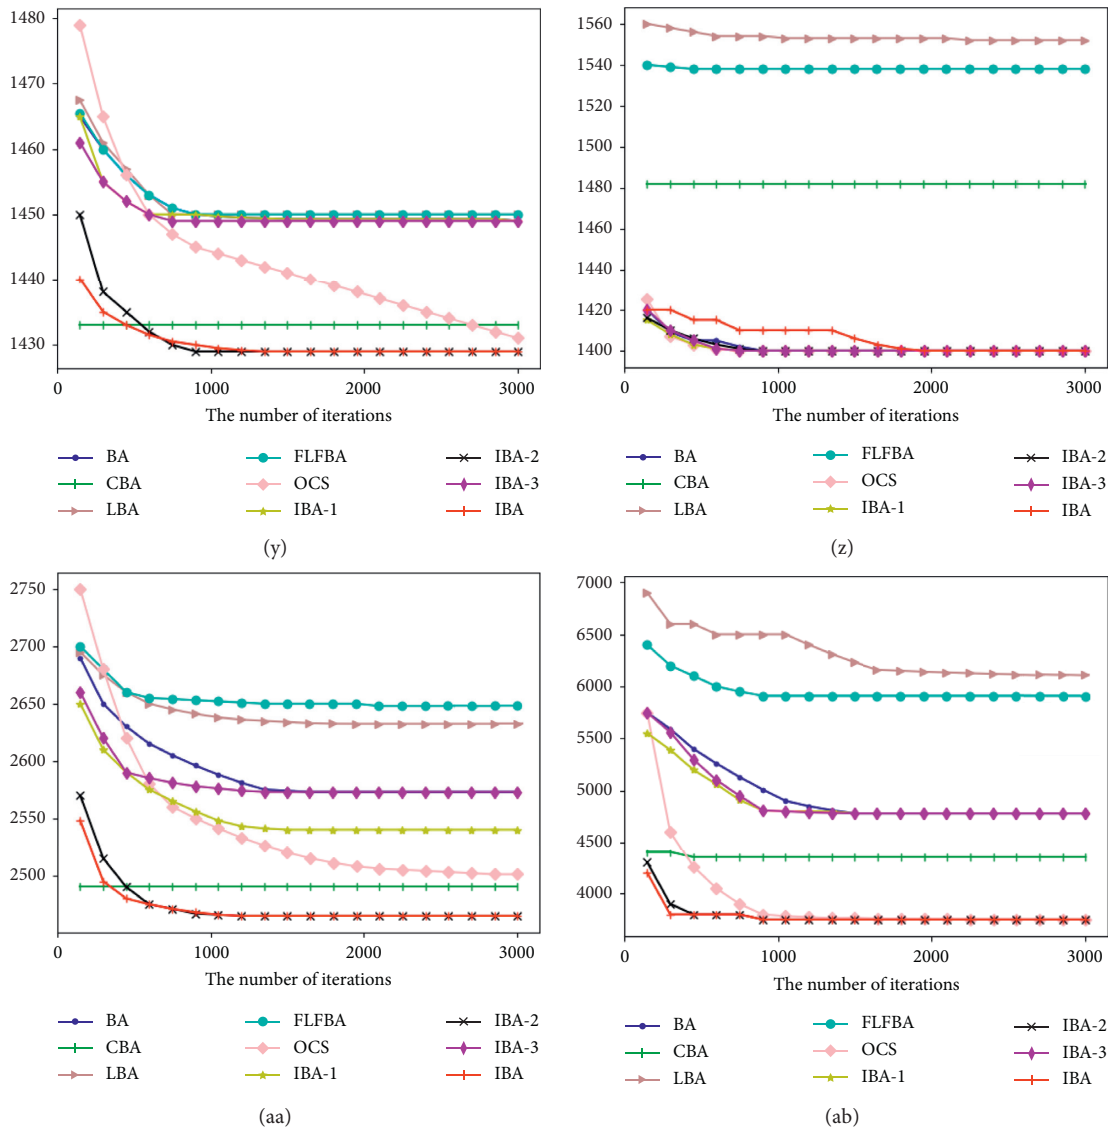 1480
1470
1460
1450
1440
1430
0
1000
2000
3000
The number of iterations
BA
FLFBA
IBA-2
CBA
OCS
IBA-3
LBA
IBA-1
IBA
(y)
1560
1540
1520
1500
1480
1460
1440
1420
1400
0
1000
2000
3000
The number of iterations
BA
FLFBA
IBA-2
CBA
OCS
IBA-3
LBA
IBA-1
IBA
(z)
2750
2700
2650
2600
2550
2500
0
1000
2000
3000
The number of iterations
BA
FLFBA
IBA-2
CBA
OCS
IBA-3
LBA
IBA-1
IBA
(aa)
7000
6500
6000
5500
5000
4500
4000
0
1000
2000
3000
The number of iterations
BA
FLFBA
IBA-2
CBA
OCS
IBA-3
LBA
IBA-1
IBA
(ab)